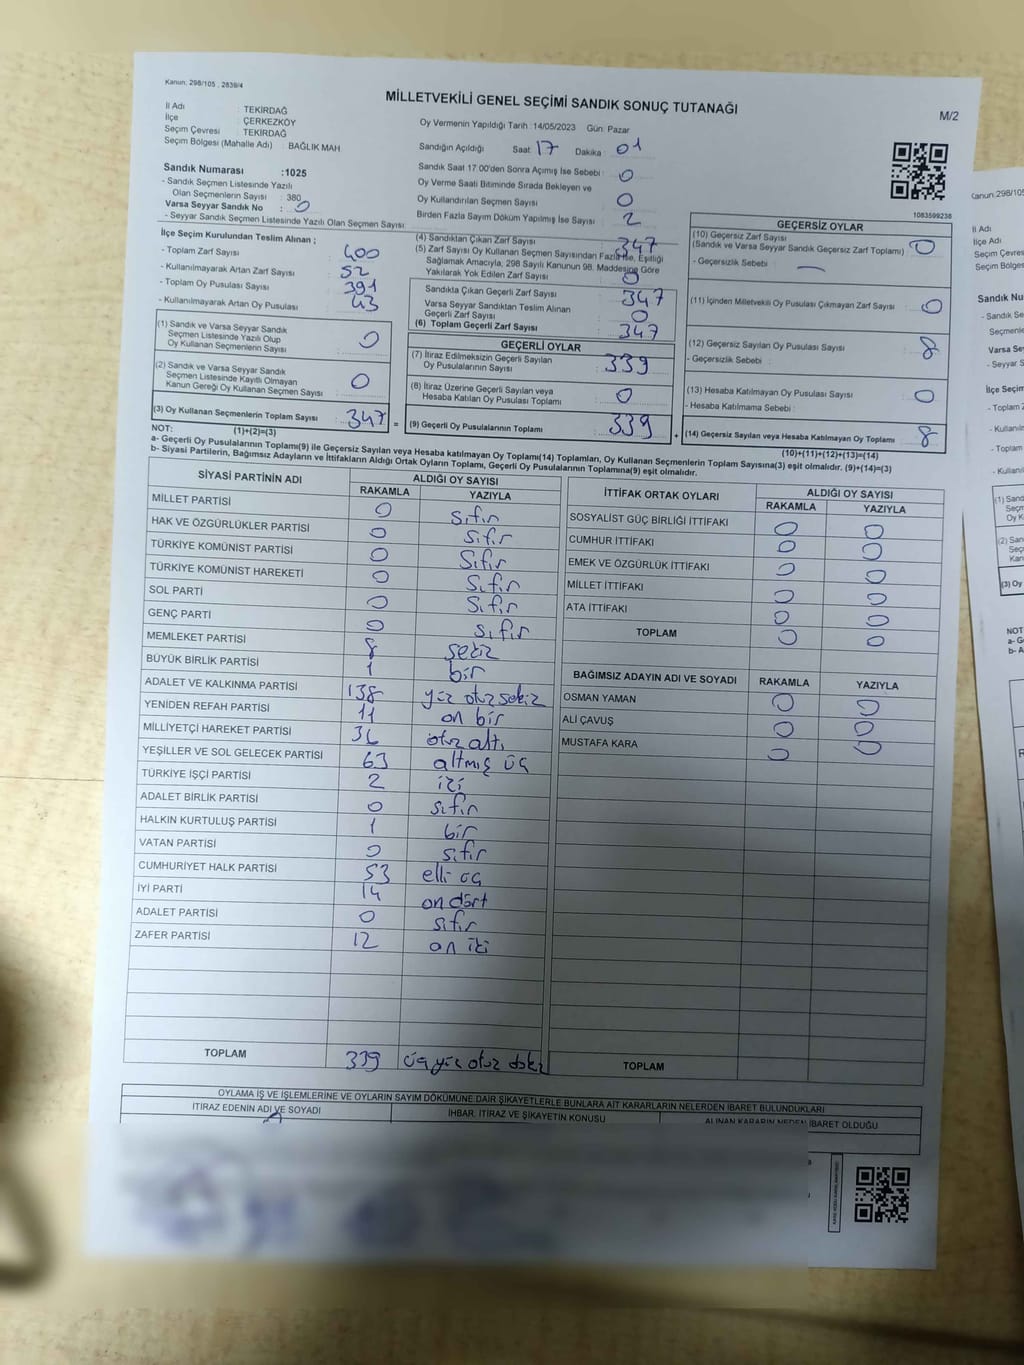 Kanun: 298/105 , 2839/4
MİLLETVEKİLİ GENEL SEÇİMİ SANDIK SONUÇ TUTANAĞI
M/2
İl Adı : TEKİRDAĞ
İlçe : ÇERKEZKÖY
Seçim Çevresi : TEKİRDAĞ
Seçim Bölgesi (Mahalle Adı) : BAĞLIK MAH
Oy Vermenin Yapıldığı Tarih : 14/05/2023 Gün: Pazar
Sandığın Açıldığı Saat : 17 Dakika : 01
Sandık Saat 17.00'den Sonra Açımış İse Sebebi : 0
Oy Verme Saati Bitiminde Sırada Bekleyen ve
Oy Kullandırılan Seçmen Sayısı : 0
Birden Fazla Sayım Döküm Yapılmış İse Sayısı : 2
Sandık Numarası :1025
- Sandık Seçmen Listesinde Yazılı
Olan Seçmenlerin Sayısı : 380
Varsa Seyyar Sandık No : 0
- Seyyar Sandık Seçmen Listesinde Yazılı Olan Seçmen Sayısı
1083599238
İlçe Seçim Kurulundan Teslim Alınan ;
- Toplam Zarf Sayısı : 400
- Kullanılmayarak Artan Zarf Sayısı : 52
- Toplam Oy Pusulası Sayısı : 391
- Kullanılmayarak Artan Oy Pusulası : 43
(1) Sandık ve Varsa Seyyar Sandık
Seçmen Listesinde Yazılı Olup
Oy Kullanan Seçmenlerin Sayısı : 0
(2) Sandık ve Varsa Seyyar Sandık
Seçmen Listesinde Kayıtlı Olmayan
Kanun Gereği Oy Kullanan Seçmen Sayısı : 0
(3) Oy Kullanan Seçmenlerin Toplam Sayısı : 347
(1)+(2)=(3)
(4) Sandıktan Çıkan Zarf Sayısı : 347
(5) Zarf Sayısı Oy Kullanan Seçmen Sayısından Fazla İse, Eşitliği
Sağlamak Amacıyla, 298 Sayılı Kanunun 98. Maddesine Göre
Yakılarak Yok Edilen Zarf Sayısı : 0
Sandıkta Çıkan Geçerli Zarf Sayısı : 347
Varsa Seyyar Sandıktan Teslim Alınan
Geçerli Zarf Sayısı : 0
(6) Toplam Geçerli Zarf Sayısı : 347
GEÇERLİ OYLAR
(7) İtiraz Edilmeksizin Geçerli Sayılan
Oy Pusulalarının Sayısı : 339
(8) İtiraz Üzerine Geçerli Sayılan veya
Hesaba Katılan Oy Pusulası Toplamı : 0
= (9) Geçerli Oy Pusulalarının Toplamı : 339 +
GEÇERSİZ OYLAR
(10) Geçersiz Zarf Sayısı
(Sandık ve Varsa Seyyar Sandık Geçersiz Zarf Toplamı) : 0
- Geçersizlik Sebebi : —
(11) İçinden Milletvekili Oy Pusulası Çıkmayan Zarf Sayısı : 0
(12) Geçersiz Sayılan Oy Pusulası Sayısı : 8
- Geçersizlik Sebebi :
(13) Hesaba Katılmayan Oy Pusulası Sayısı : 0
- Hesaba Katılmama Sebebi :
(14) Geçersiz Sayılan veya Hesaba Katılmayan Oy Pusulası Toplamı : 8
(10)+(11)+(12)+(13)=(14)
NOT:
a- Geçerli Oy Pusulalarının Toplamı(9) ile Geçersiz Sayılan veya Hesaba katılmayan Oy Pusulası Toplamı(14) Toplamları, Oy Kullanan Seçmenlerin Toplam Sayısına(3) eşit olmalıdır. (9)+(14)=(3)
b- Siyasi Partilerin, Bağımsız Adayların ve İttifakların Aldığı Ortak Oyların Toplamı, Geçerli Oy Pusulalarının Toplamına(9) eşit olmalıdır.
SİYASİ PARTİNİN ADI ALDIĞI OY SAYISI
RAKAMLA YAZIYLA
MİLLET PARTİSİ 0 sıfır
HAK VE ÖZGÜRLÜKLER PARTİSİ 0 sıfır
TÜRKİYE KOMÜNİST PARTİSİ 0 sıfır
TÜRKİYE KOMÜNİST HAREKETİ 0 sıfır
SOL PARTİ 0 sıfır
GENÇ PARTİ 0 sıfır
MEMLEKET PARTİSİ 8 sekiz
BÜYÜK BİRLİK PARTİSİ 1 bir
ADALET VE KALKINMA PARTİSİ 138 yüz otuz sekiz
YENİDEN REFAH PARTİSİ 11 on bir
MİLLİYETÇİ HAREKET PARTİSİ 36 otuz altı
YEŞİLLER VE SOL GELECEK PARTİSİ 63 altmış üç
TÜRKİYE İŞÇİ PARTİSİ 2 iki
ADALET BİRLİK PARTİSİ 0 sıfır
HALKIN KURTULUŞ PARTİSİ 1 bir
VATAN PARTİSİ 0 sıfır
CUMHURİYET HALK PARTİSİ 53 elli üç
İYİ PARTİ 14 on dört
ADALET PARTİSİ 0 sıfır
ZAFER PARTİSİ 12 on iki
TOPLAM 339 üç yüz otuz dokuz
İTTİFAK ORTAK OYLARI ALDIĞI OY SAYISI
RAKAMLA YAZIYLA
SOSYALİST GÜÇ BİRLİĞİ İTTİFAKI 0 0
CUMHUR İTTİFAKI 0 0
EMEK VE ÖZGÜRLÜK İTTİFAKI 0 0
MİLLET İTTİFAKI 0 0
ATA İTTİFAKI 0 0
TOPLAM 0 0
BAĞIMSIZ ADAYIN ADI VE SOYADI RAKAMLA YAZIYLA
OSMAN YAMAN 0 0
ALİ ÇAVUŞ 0 0
MUSTAFA KARA 0 0
TOPLAM
OYLAMA İŞ VE İŞLEMLERİNE VE OYLARIN SAYIM DÖKÜMÜNE DAİR ŞİKAYETLERLE BUNLARA AİT KARARLARIN NELERDEN İBARET BULUNDUKLARI
İTİRAZ EDENİN ADI VE SOYADI İHBAR, İTİRAZ VE ŞİKAYETİN KONUSU ALINAN KARARIN NEDEN İBARET OLDUĞU
Kanun:298/105
İl Adı
İlçe Adı
Seçim Çevresi
Seçim Bölgesi